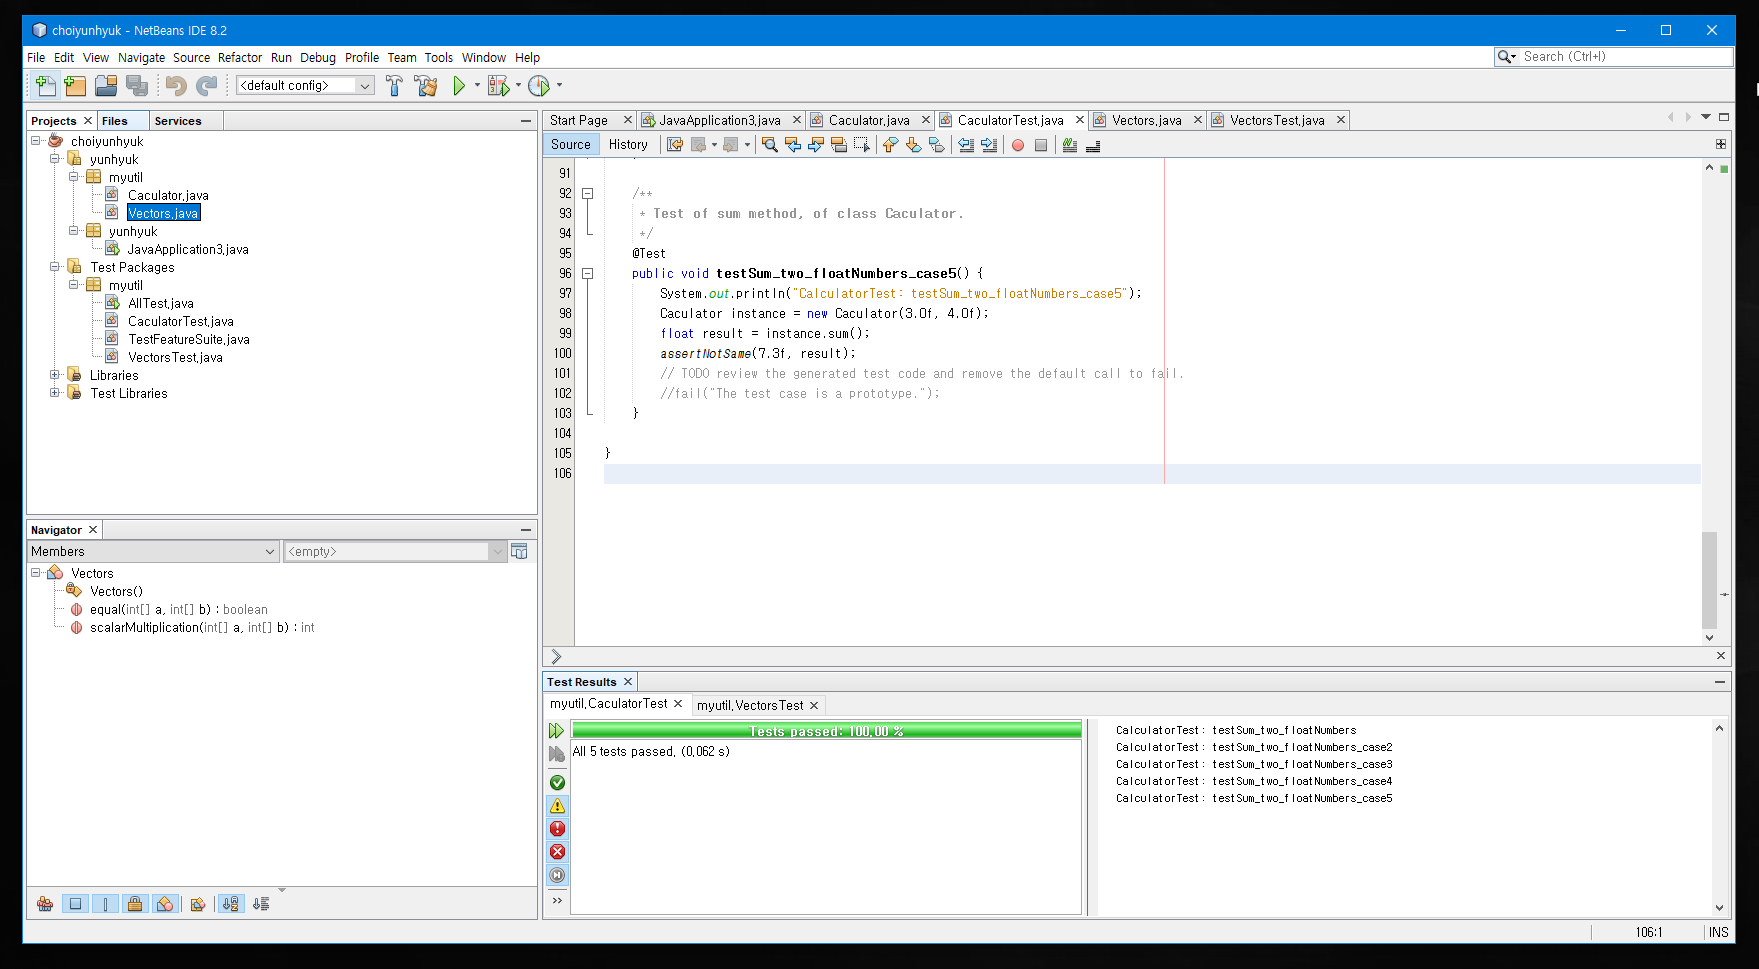 choiyunhyuk - NetBeans IDE 8.2
File Edit View Navigate Source Refactor Run Debug Profile Team Tools Window Help
Search (Ctrl+I)
<default config>
Projects Files Services
choiyunhyuk
yunhyuk
myutil
Caculator.java
Vectors.java
yunhyuk
JavaApplication3.java
Test Packages
myutil
AllTest.java
CaculatorTest.java
TestFeatureSuite.java
VectorsTest.java
Libraries
Test Libraries
Navigator
Members
<empty>
Vectors
Vectors()
equal(int[] a, int[] b) : boolean
scalarMultiplication(int[] a, int[] b) : int
Start Page JavaApplication3.java Caculator.java CaculatorTest.java Vectors.java VectorsTest.java
Source History
91
92 /**
93 * Test of sum method, of class Caculator.
94 */
95 @Test
96 public void testSum_two_floatNumbers_case5() {
97 System.out.println("CalculatorTest: testSum_two_floatNumbers_case5");
98 Caculator instance = new Caculator(3.0f, 4.0f);
99 float result = instance.sum();
100 assertNotSame(7.3f, result);
101 // TODO review the generated test code and remove the default call to fail.
102 //fail("The test case is a prototype.");
103 }
104
105 }
106
Test Results
myutil.CaculatorTest myutil.VectorsTest
Tests passed: 100.00 %
All 5 tests passed. (0.062 s)
CalculatorTest: testSum_two_floatNumbers
CalculatorTest: testSum_two_floatNumbers_case2
CalculatorTest: testSum_two_floatNumbers_case3
CalculatorTest: testSum_two_floatNumbers_case4
CalculatorTest: testSum_two_floatNumbers_case5
106:1 INS